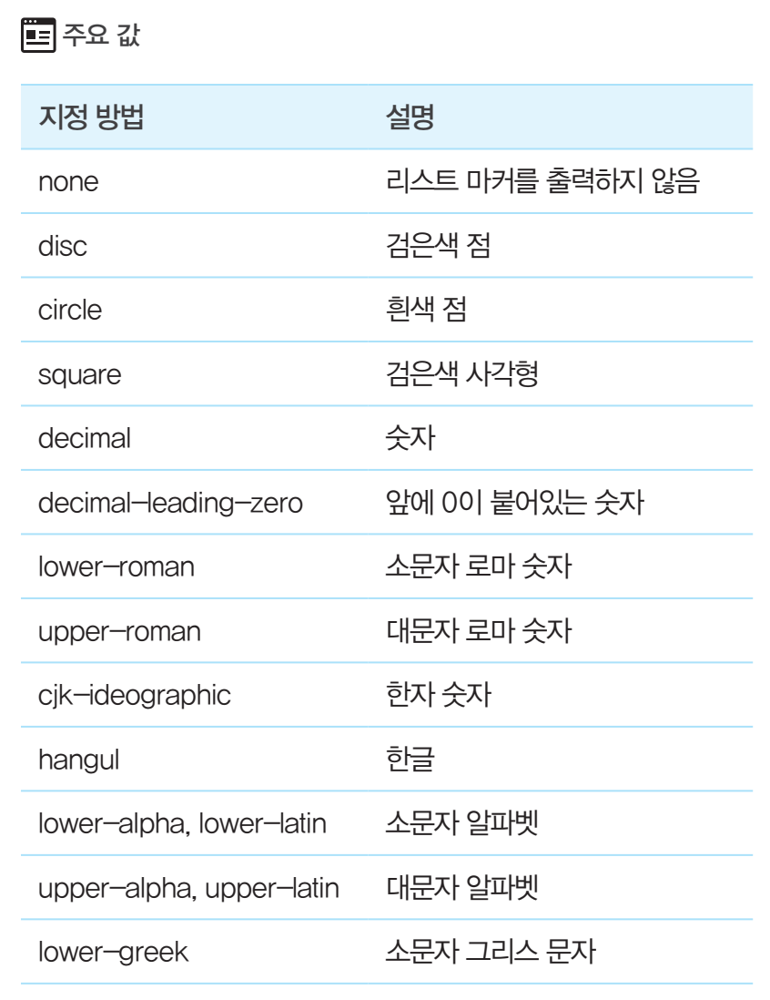 주요 값
지정 방법 설명
none 리스트 마커를 출력하지 않음
disc 검은색 점
circle 흰색 점
square 검은색 사각형
decimal 숫자
decimal-leading-zero 앞에 0이 붙어있는 숫자
lower-roman 소문자 로마 숫자
upper-roman 대문자 로마 숫자
cjk-ideographic 한자 숫자
hangul 한글
lower-alpha, lower-latin 소문자 알파벳
upper-alpha, upper-latin 대문자 알파벳
lower-greek 소문자 그리스 문자